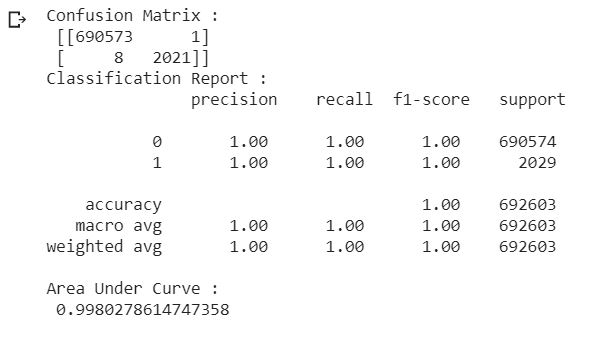 Confusion Matrix :
[[690573      1]
[     8   2021]]
Classification Report :
precision    recall  f1-score   support
0       1.00      1.00      1.00    690574
1       1.00      1.00      1.00      2029
accuracy                           1.00    692603
macro avg       1.00      1.00      1.00    692603
weighted avg       1.00      1.00      1.00    692603
Area Under Curve :
0.9980278614747358